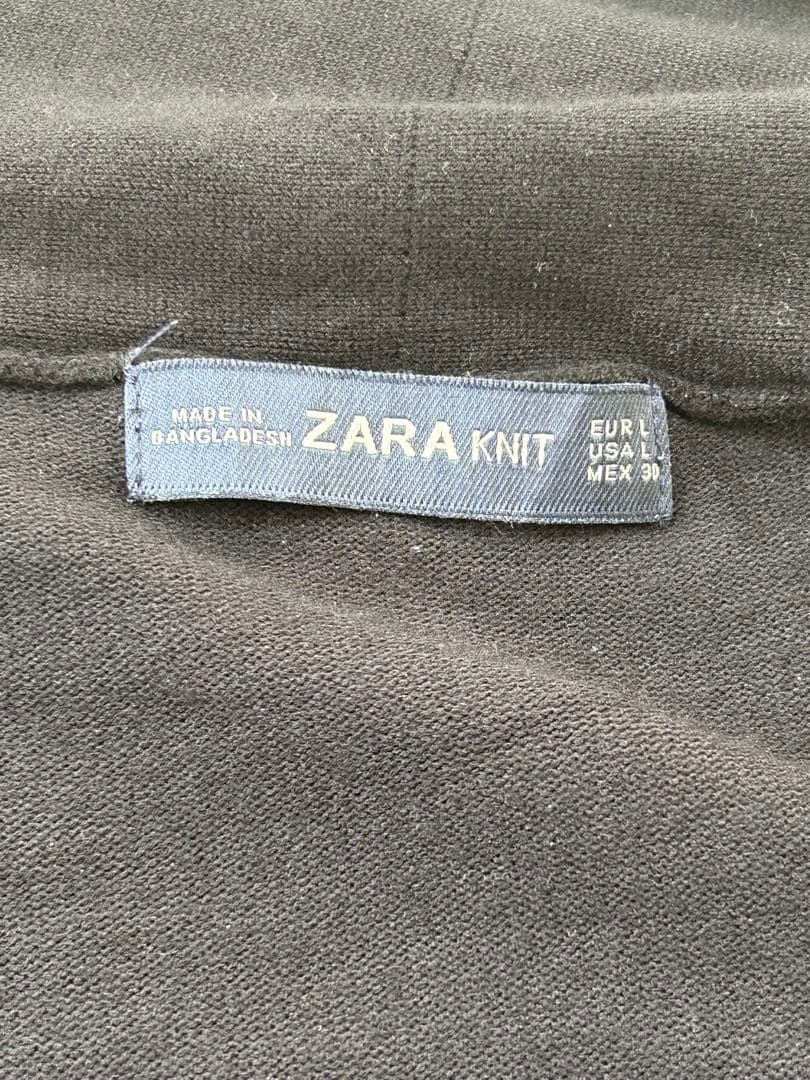 MADE IN
BANGLADESH
ZARA KNIT
EUR L
USA L
MEX 30